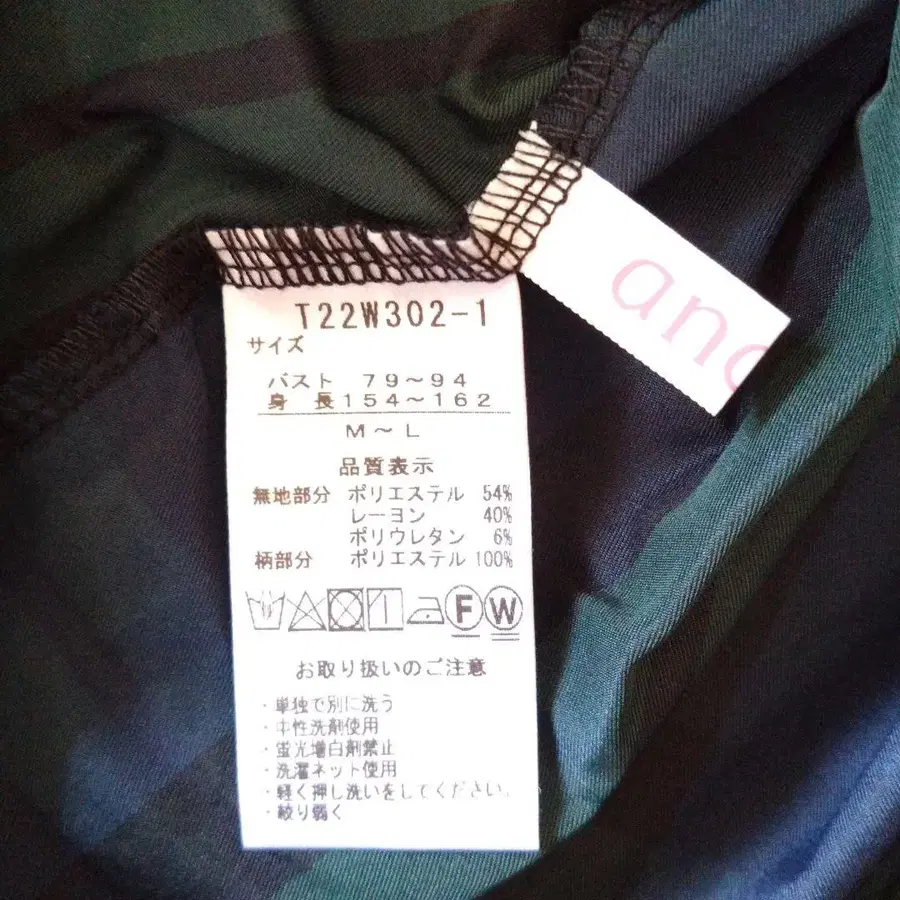 T22W302-1
サイズ
バスト 79〜94
身 長154〜162
M〜L
品質表示
無地部分 ポリエステル 54%
レーヨン 40%
ポリウレタン 6%
柄部分 ポリエステル 100%
F W
お取り扱いのご注意
・単独で別に洗う
・中性洗剤使用
・蛍光増白剤禁止
・洗濯ネット使用
・軽く押し洗いをしてください。
・絞り弱く
an